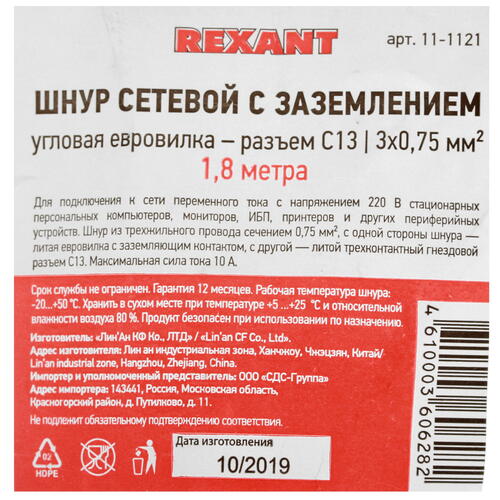 REXANT
арт. 11-1121
ШНУР СЕТЕВОЙ С ЗАЗЕМЛЕНИЕМ
угловая евровилка – разъем С13 | 3х0,75 мм²
1,8 метра
Для подключения к сети переменного тока с напряжением 220 В стационарных
персональных компьютеров, мониторов, ИБП, принтеров и других периферийных
устройств. Шнур из трехжильного провода сечением 0,75 мм², с одной стороны шнура –
литая евровилка с заземляющим контактом, с другой — литой трехконтактный гнездовой
разъем С13. Максимальная сила тока 10 А.
Срок службы не ограничен. Гарантия 12 месяцев. Рабочая температура шнура:
-20...+50 °С. Хранить в сухом месте при температуре +5 ...+25 °С и относительной
влажности воздуха 80 %. Продукт безопасен при использовании по назначению.
Изготовитель: «Лин'Ан КФ Ко., ЛТД» / «Lin'an CF Co., Ltd».
Адрес изготовителя: Лин ан индустриальная зона, Ханчжоу, Чжэцзян, Китай/
Lin'an industrial zone, Hangzhou, Zhejiang, China.
Импортер и уполномоченный представитель: ООО «СДС-Группа»
Адрес импортера: 143441, Россия, Московская область,
Красногорский район, д. Путилково, д. 11.
Не подлежит обязательному подтверждению соответствия.
Дата изготовления
10/2019
02
HDPE
4610003606282